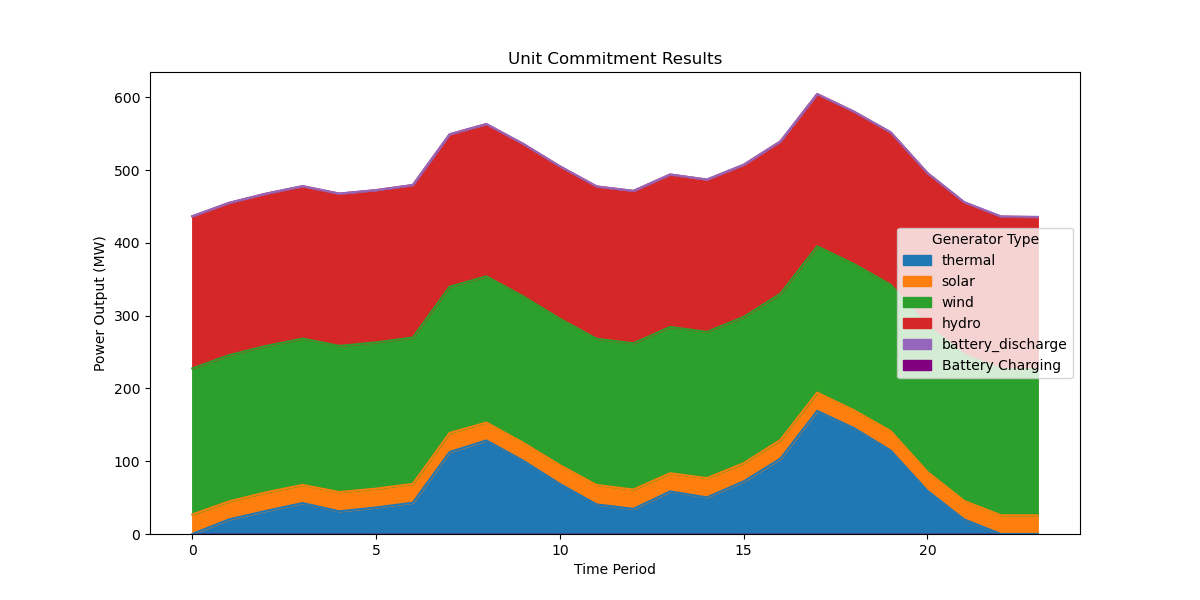 Unit Commitment Results
Power Output (MW)
600
500
400
300
200
100
0
Generator Type
thermal
solar
wind
hydro
battery_discharge
Battery Charging
0 5 10 15 20
Time Period